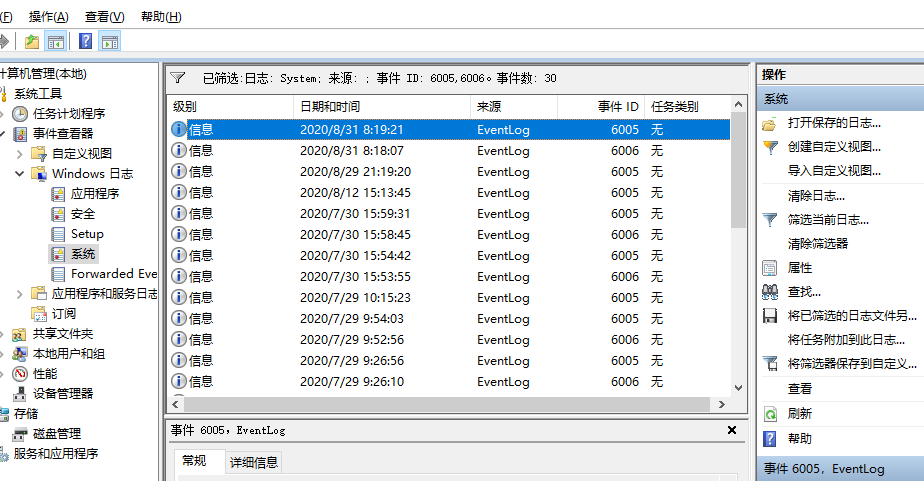 (F) 操作(A) 查看(V) 帮助(H)
计算机管理(本地)
系统工具
任务计划程序
事件查看器
自定义视图
Windows 日志
应用程序
安全
Setup
系统
Forwarded Eve
应用程序和服务日志
订阅
共享文件夹
本地用户和组
性能
设备管理器
存储
磁盘管理
服务和应用程序
已筛选:日志: System; 来源: ; 事件 ID: 6005,6006。事件数: 30
级别 日期和时间 来源 事件 ID 任务类别
信息 2020/8/31 8:19:21 EventLog 6005 无
信息 2020/8/31 8:18:07 EventLog 6006 无
信息 2020/8/29 21:19:20 EventLog 6005 无
信息 2020/8/12 15:13:45 EventLog 6005 无
信息 2020/7/30 15:59:31 EventLog 6005 无
信息 2020/7/30 15:58:45 EventLog 6006 无
信息 2020/7/30 15:54:42 EventLog 6005 无
信息 2020/7/30 15:53:55 EventLog 6006 无
信息 2020/7/29 10:15:23 EventLog 6005 无
信息 2020/7/29 9:54:03 EventLog 6005 无
信息 2020/7/29 9:52:56 EventLog 6006 无
信息 2020/7/29 9:26:56 EventLog 6005 无
信息 2020/7/29 9:26:10 EventLog 6006 无
事件 6005，EventLog
常规 详细信息
操作
系统
打开保存的日志...
创建自定义视图...
导入自定义视图...
清除日志...
筛选当前日志...
清除筛选器
属性
查找...
将已筛选的日志文件另...
将任务附加到此日志...
将筛选器保存到自定义...
查看
刷新
帮助
事件 6005，EventLog